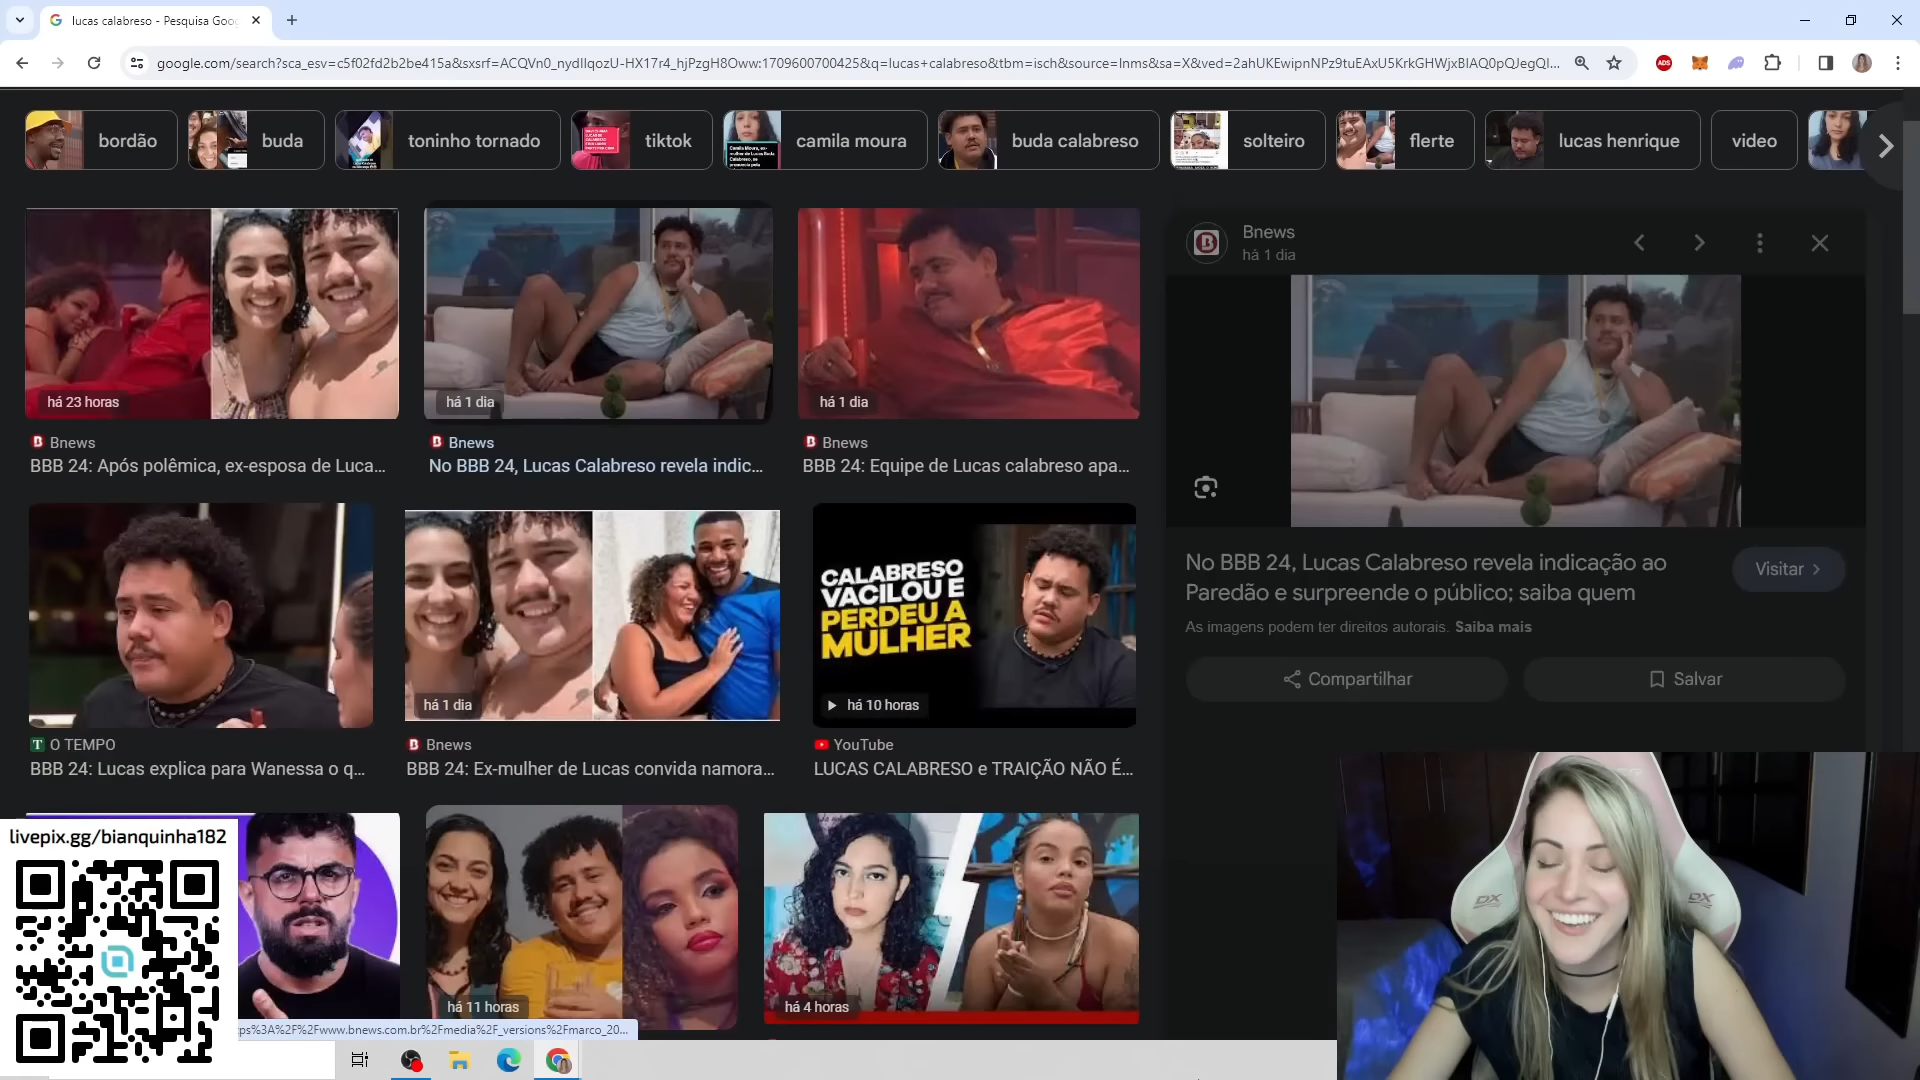 lucas calabreso - Pesquisa Goo
google.com/search?sca_esv=c5f02fd2b2be415a&sxsrf=ACQVn0_nydIlqozU-HX17r4_hjPzgH8Oww:1709600700425&q=lucas+calabreso&tbm=isch&source=lnms&sa=X&ved=2ahUKEwipnNPz9tuEAxU5KrkGHWjxBIAQ0pQJegQI...
ADS
bordão
buda
toninho tornado
tiktok
camila moura
buda calabreso
solteiro
flerte
lucas henrique
video
há 23 horas
há 1 dia
há 1 dia
Bnews
Bnews
Bnews
BBB 24: Após polêmica, ex-esposa de Luca...
No BBB 24, Lucas Calabreso revela indic...
BBB 24: Equipe de Lucas calabreso apa...
Bnews
há 1 dia
No BBB 24, Lucas Calabreso revela indicação ao
Paredão e surpreende o público; saiba quem
Visitar
As imagens podem ter direitos autorais. Saiba mais
Compartilhar
Salvar
há 1 dia
CALABRESO
VACILOU E
PERDEU A
MULHER
há 10 horas
O TEMPO
Bnews
YouTube
BBB 24: Lucas explica para Wanessa o q...
BBB 24: Ex-mulher de Lucas convida namora...
LUCAS CALABRESO e TRAIÇÃO NÃO É...
livepix.gg/bianquinha182
há 11 horas
há 4 horas
ps%3A%2F%2Fwww.bnews.com.br%2Fmedia%2F_versions%2Fmarco_20...
DX
DX